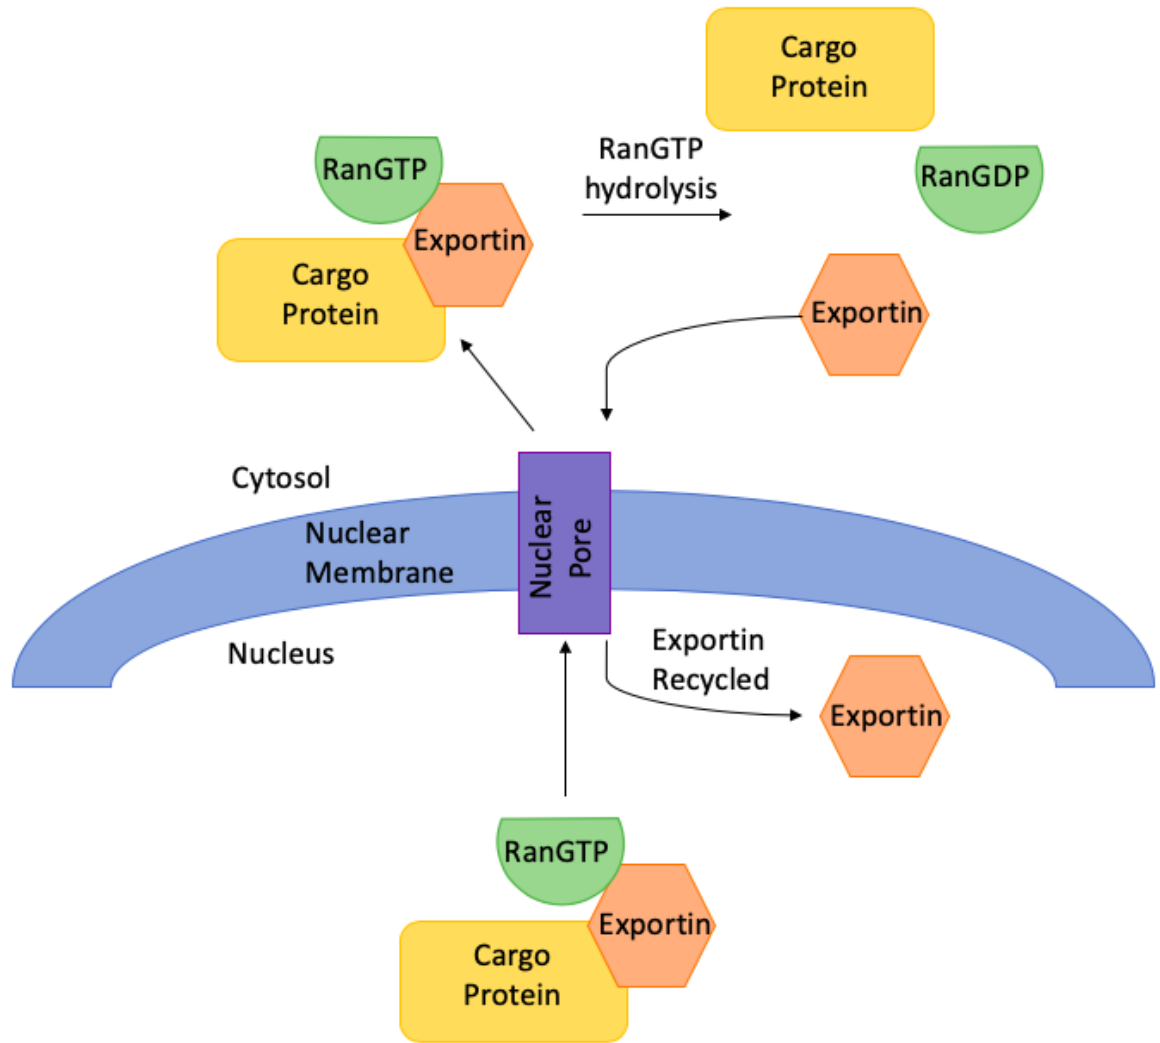 Cargo
Protein
RanGTP
hydrolysis
RanGTP
RanGDP
Exportin
Cargo
Protein
Exportin
Cytosol
Nuclear
Membrane
Nuclear
Pore
Nucleus
Exportin
Recycled
Exportin
RanGTP
Exportin
Cargo
Protein